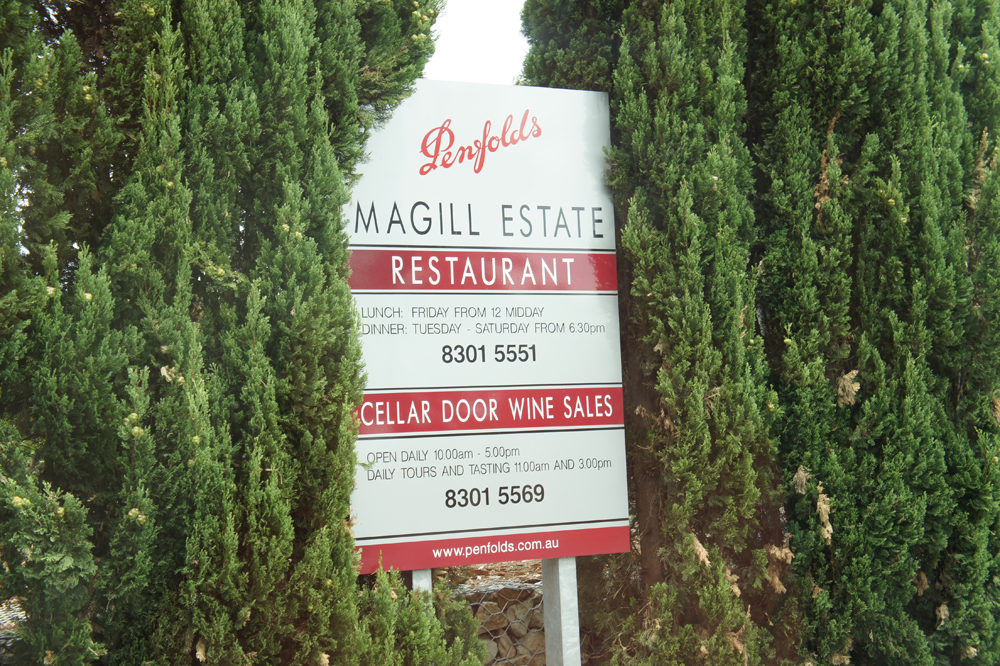 Penfolds
MAGILL ESTATE
RESTAURANT
LUNCH: FRIDAY FROM 12 MIDDAY
DINNER: TUESDAY - SATURDAY FROM 6.30pm
8301 5551
CELLAR DOOR WINE SALES
OPEN DAILY 10.00am - 5.00pm
DAILY TOURS AND TASTING 11.00am AND 3.00pm
8301 5569
www.penfolds.com.au